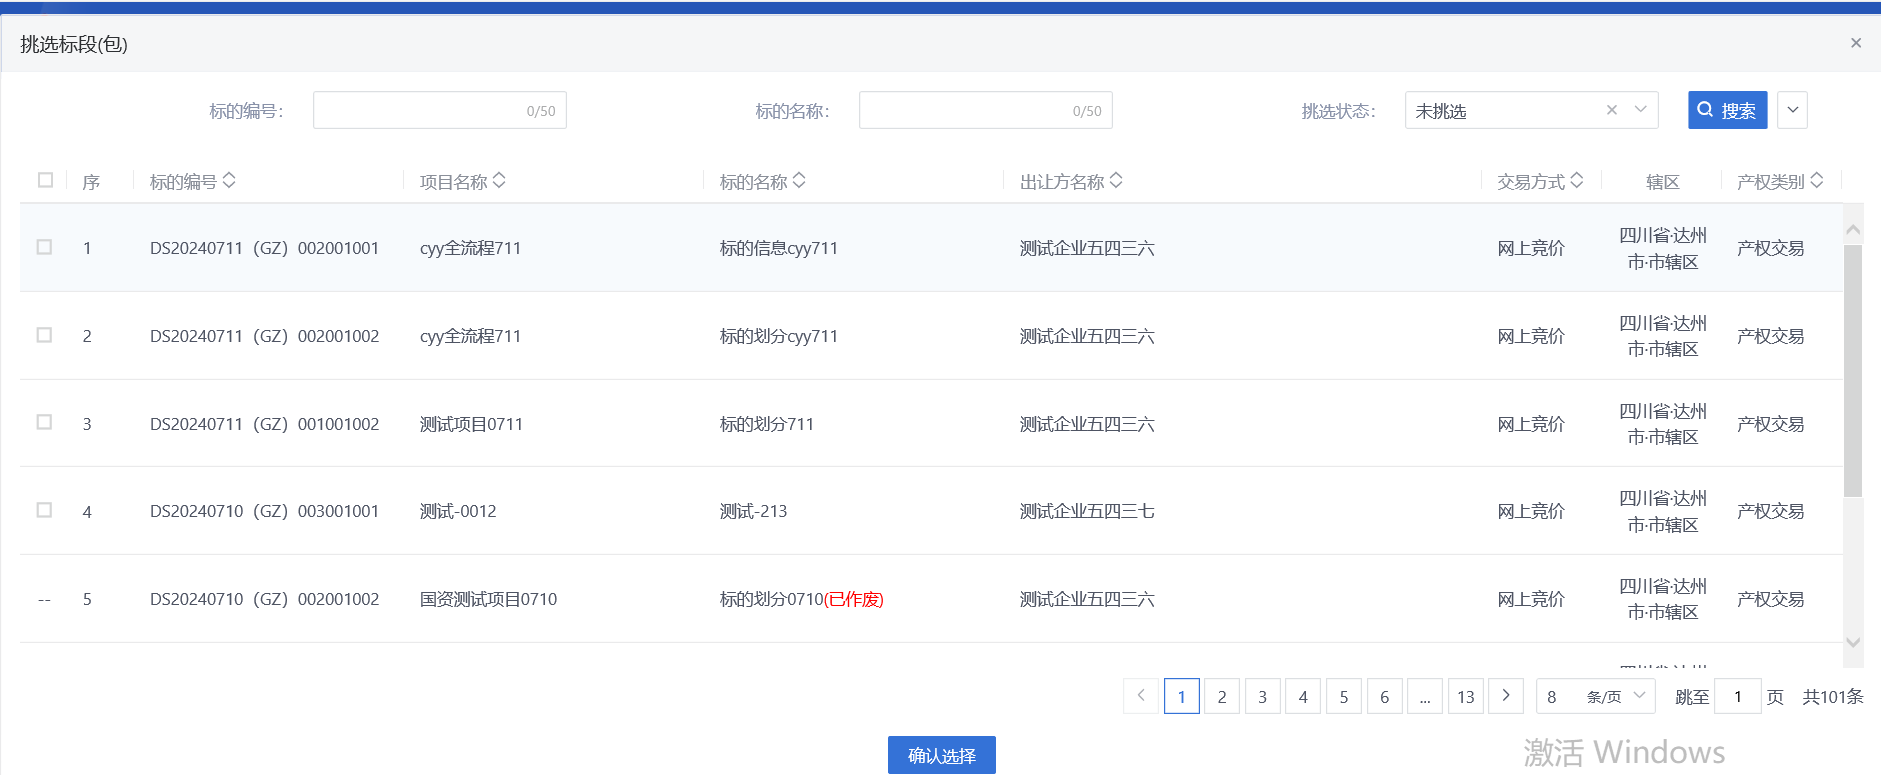 挑选标段(包)
标的编号： 0/50 标的名称： 0/50 挑选状态： 未挑选 搜索
序 标的编号 项目名称 标的名称 出让方名称 交易方式 辖区 产权类别
1 DS20240711（GZ）002001001 cyy全流程711 标的信息cyy711 测试企业五四三六 网上竞价 四川省·达州市·市辖区 产权交易
2 DS20240711（GZ）002001002 cyy全流程711 标的划分cyy711 测试企业五四三六 网上竞价 四川省·达州市·市辖区 产权交易
3 DS20240711（GZ）001001002 测试项目0711 标的划分711 测试企业五四三六 网上竞价 四川省·达州市·市辖区 产权交易
4 DS20240710（GZ）003001001 测试-0012 测试-213 测试企业五四三七 网上竞价 四川省·达州市·市辖区 产权交易
-- 5 DS20240710（GZ）002001002 国资测试项目0710 标的划分0710(已作废) 测试企业五四三六 网上竞价 四川省·达州市·市辖区 产权交易
1 2 3 4 5 6 ... 13 8 条/页 跳至 1 页 共101条
确认选择
激活 Windows